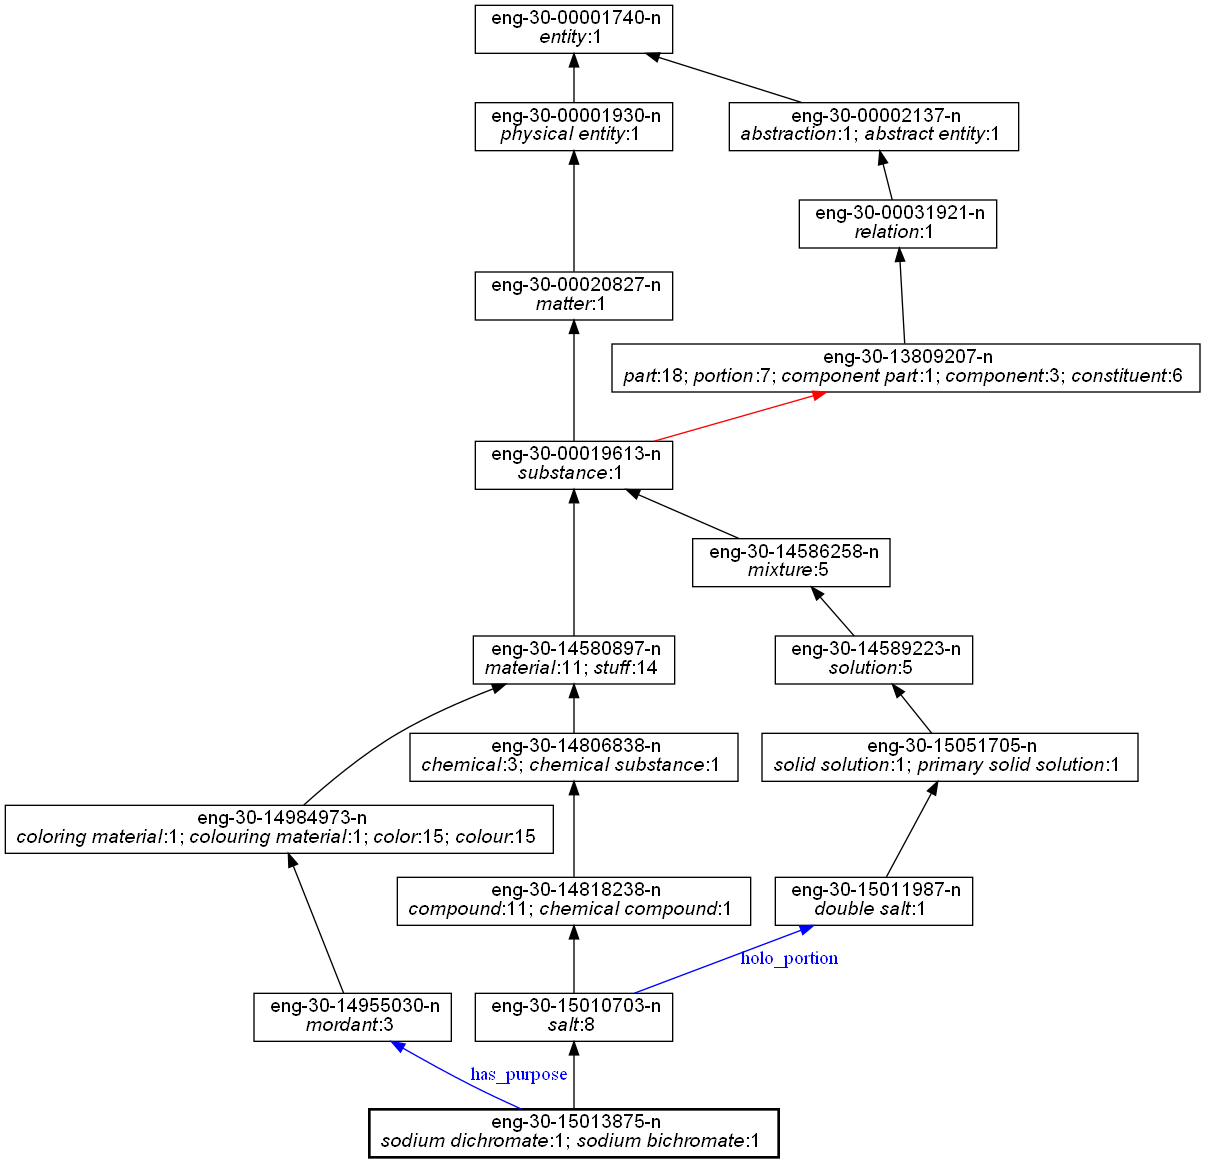 eng-30-00001740-n
entity:1
eng-30-00001930-n
physical entity:1
eng-30-00002137-n
abstraction:1; abstract entity:1
eng-30-00031921-n
relation:1
eng-30-00020827-n
matter:1
eng-30-13809207-n
part:18; portion:7; component part:1; component:3; constituent:6
eng-30-00019613-n
substance:1
eng-30-14586258-n
mixture:5
eng-30-14580897-n
material:11; stuff:14
eng-30-14589223-n
solution:5
eng-30-14806838-n
chemical:3; chemical substance:1
eng-30-15051705-n
solid solution:1; primary solid solution:1
eng-30-14984973-n
coloring material:1; colouring material:1; color:15; colour:15
eng-30-14818238-n
compound:11; chemical compound:1
eng-30-15011987-n
double salt:1
holo_portion
eng-30-14955030-n
mordant:3
eng-30-15010703-n
salt:8
has_purpose
eng-30-15013875-n
sodium dichromate:1; sodium bichromate:1